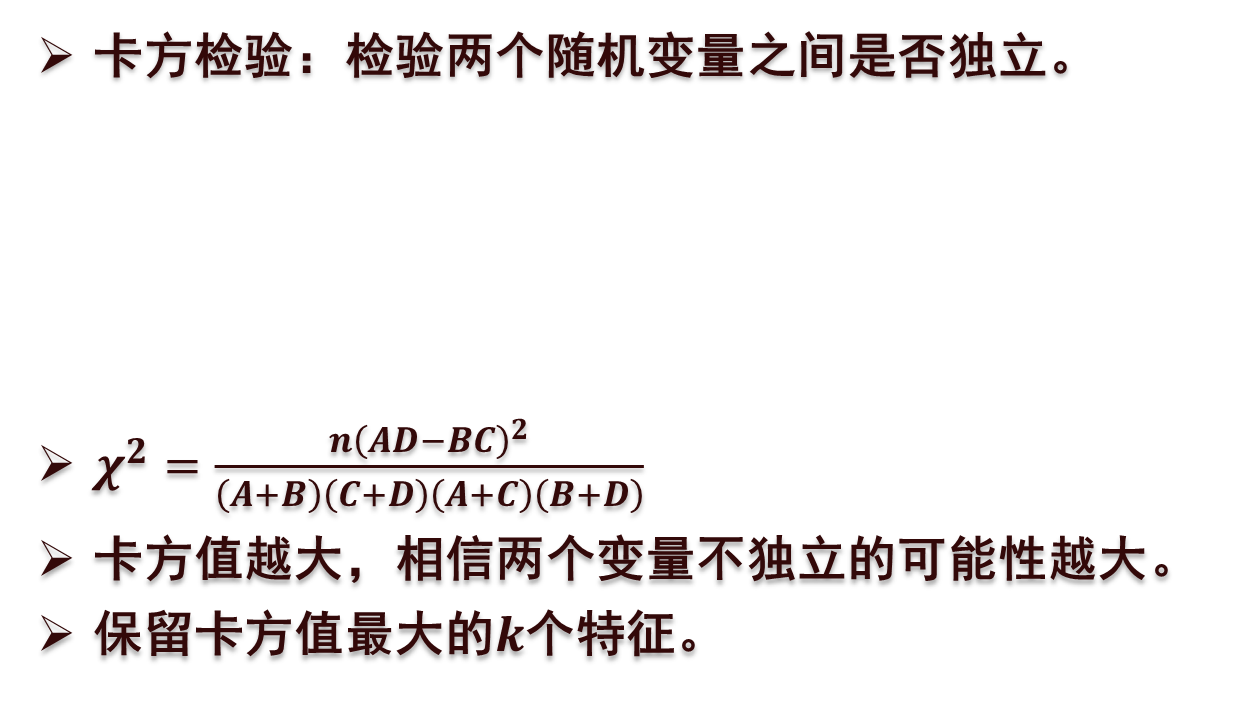 ➢ 卡方检验：检验两个随机变量之间是否独立。
➢ χ² = n(AD−BC)² / (A+B)(C+D)(A+C)(B+D)
➢ 卡方值越大，相信两个变量不独立的可能性越大。
➢ 保留卡方值最大的k个特征。